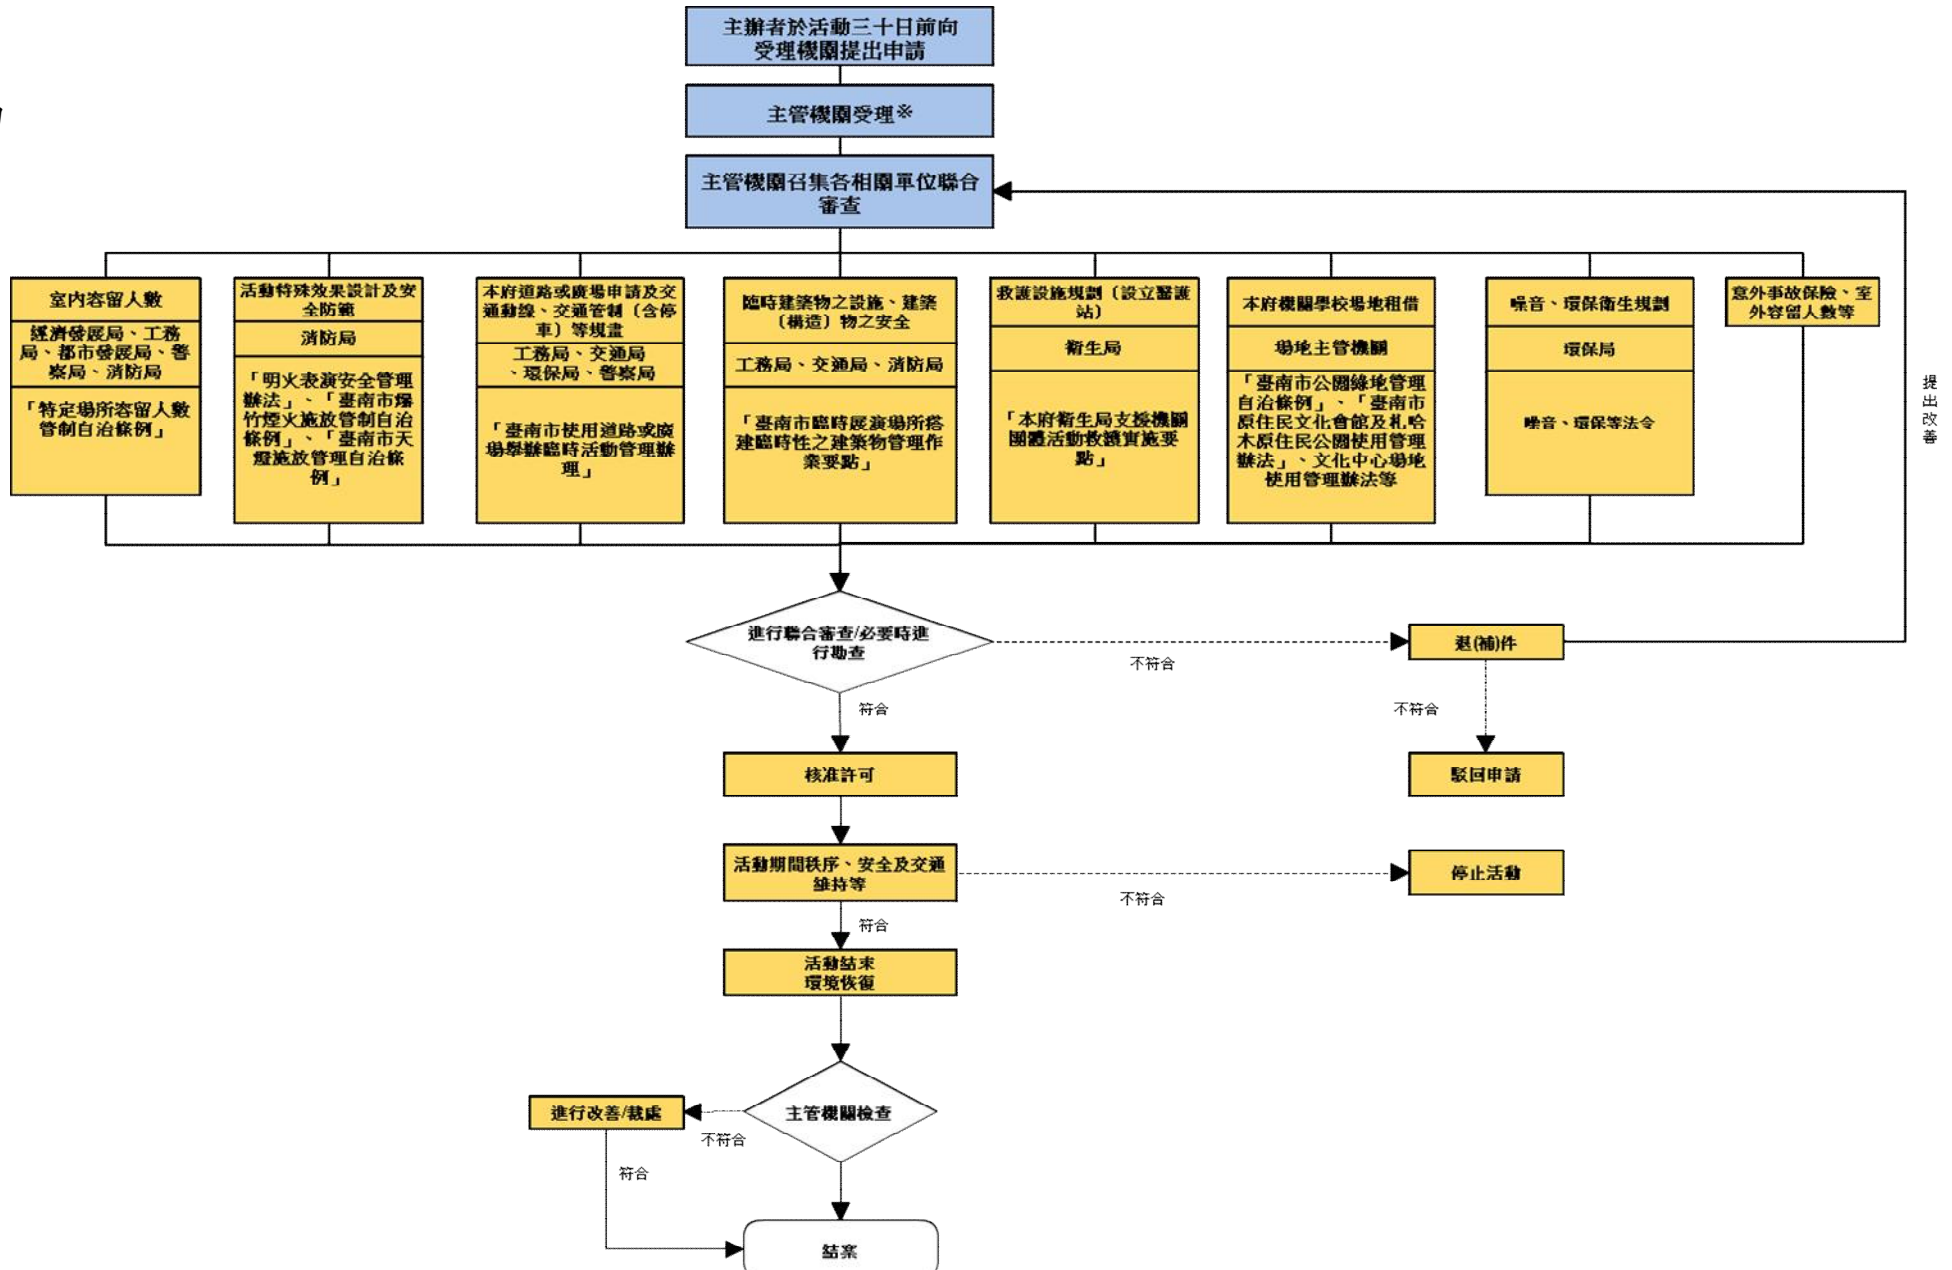 主辦者於活動三十日前向
受理機關提出申請
主管機關受理※
主管機關召集各相關單位聯合
審查
室內容留人數
經濟發展局、工務
局、都市發展局、警
察局、消防局
「特定場所容留人數
管制自治條例」
活動特殊效果設計及安
全防範
消防局
「明火表演安全管理
辦法」、「臺南市爆
竹煙火施放管制自治
條例」、「臺南市天
燈施放管理自治條
例」
本府道路或廣場申請及交
通動線、交通管制〔含停
車〕等規畫
工務局、交通局
、環保局、警察局
「臺南市使用道路或廣
場舉辦臨時活動管理辦
理」
臨時建築物之設施、建築
〔構造〕物之安全
工務局、交通局、消防局
「臺南市臨時展演場所搭
建臨時性之建築物管理作
業要點」
救護設施規劃〔設立醫護
站〕
衛生局
「本府衛生局支援機關
團體活動救護實施要
點」
本府機關學校場地租借
場地主管機關
「臺南市公園綠地管理
自治條例」、「臺南市
原住民文化會館及札哈
木原住民公園使用管理
辦法」、文化中心場地
使用管理辦法等
噪音、環保衛生規劃
環保局
噪音、環保等法令
意外事故保險、室
外容留人數等
提出改善
進行聯合審查/必要時進
行勘查
不符合
退(補)件
符合
不符合
核准許可
駁回申請
活動期間秩序、安全及交通
維持等
不符合
停止活動
符合
活動結束
環境恢復
主管機關檢查
不符合
進行改善/裁處
符合
結案